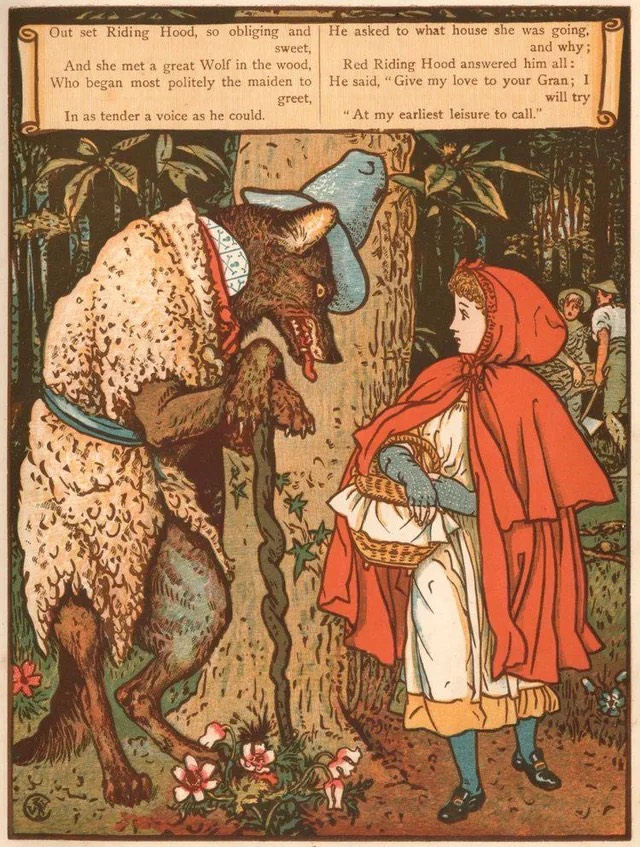 Out set Riding Hood, so obliging and
sweet,
And she met a great Wolf in the wood,
Who began most politely the maiden to
greet,
In as tender a voice as he could.
He asked to what house she was going,
and why;
Red Riding Hood answered him all:
He said, "Give my love to your Gran; I
will try
"At my earliest leisure to call."